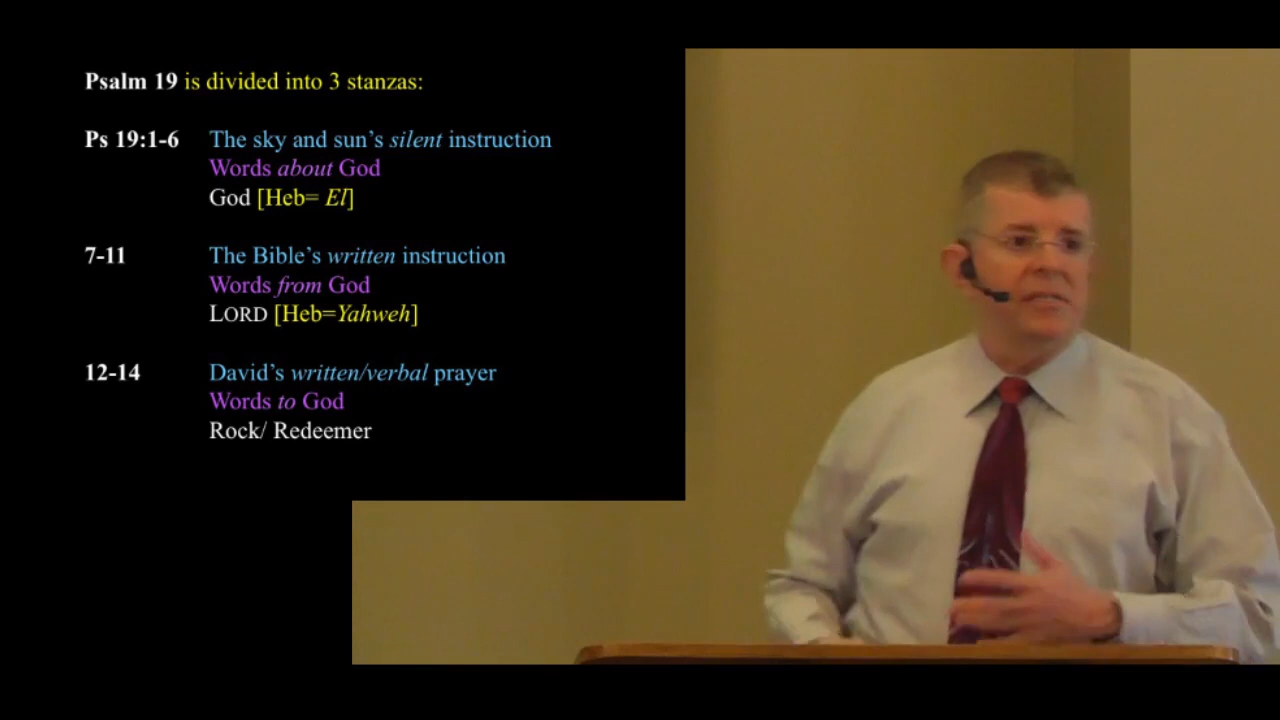 Psalm 19 is divided into 3 stanzas:
Ps 19:1-6 The sky and sun's silent instruction
Words about God
God [Heb= El]
7-11 The Bible's written instruction
Words from God
LORD [Heb=Yahweh]
12-14 David's written/verbal prayer
Words to God
Rock/ Redeemer